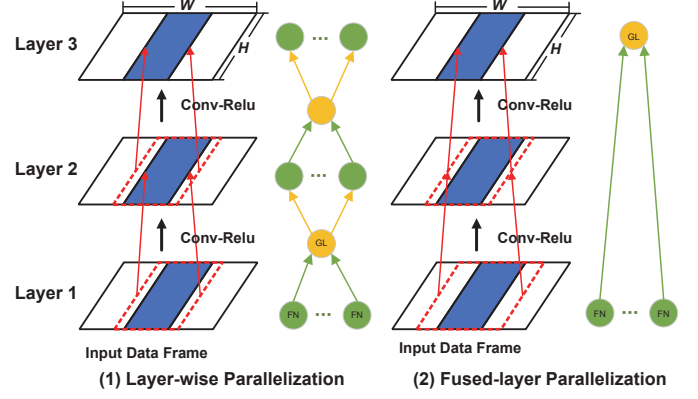 W
W
Layer 3
H
...
H
GL
Conv-Relu
Conv-Relu
Layer 2
...
Conv-Relu
GL
Conv-Relu
Layer 1
FN ... FN
FN ... FN
Input Data Frame
Input Data Frame
(1) Layer-wise Parallelization
(2) Fused-layer Parallelization